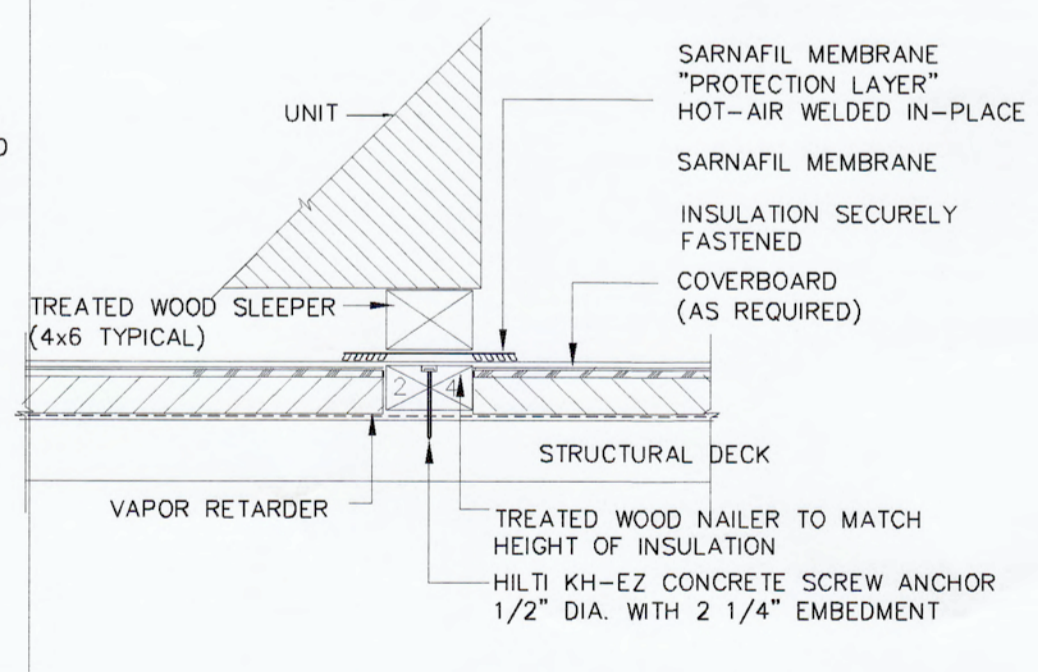 SARNAFIL MEMBRANE
"PROTECTION LAYER"
HOT-AIR WELDED IN-PLACE
UNIT
SARNAFIL MEMBRANE
INSULATION SECURELY
FASTENED
COVERBOARD
(AS REQUIRED)
TREATED WOOD SLEEPER
(4x6 TYPICAL)
2 4
STRUCTURAL DECK
VAPOR RETARDER
TREATED WOOD NAILER TO MATCH
HEIGHT OF INSULATION
HILTI KH-EZ CONCRETE SCREW ANCHOR
1/2" DIA. WITH 2 1/4" EMBEDMENT